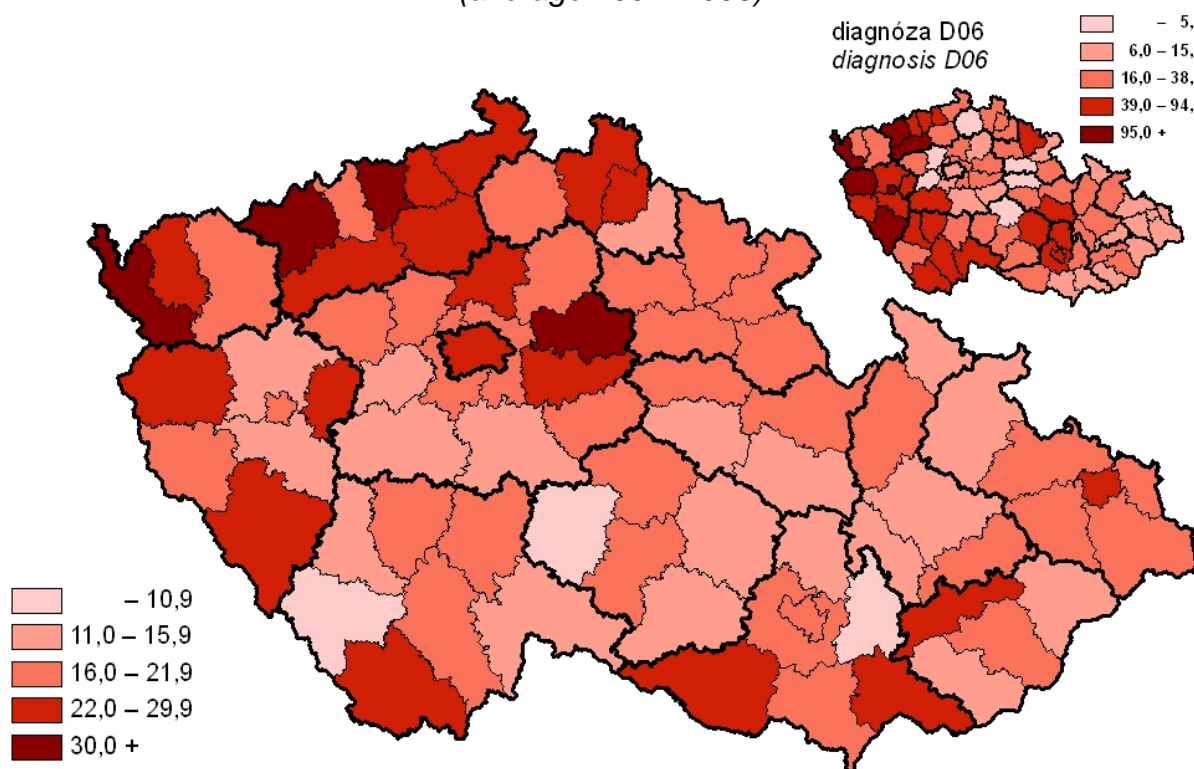 diagnóza D06
diagnosis D06
– 5,
6,0 – 15,
16,0 – 38,
39,0 – 94,
95,0 +
– 10,9
11,0 – 15,9
16,0 – 21,9
22,0 – 29,9
30,0 +